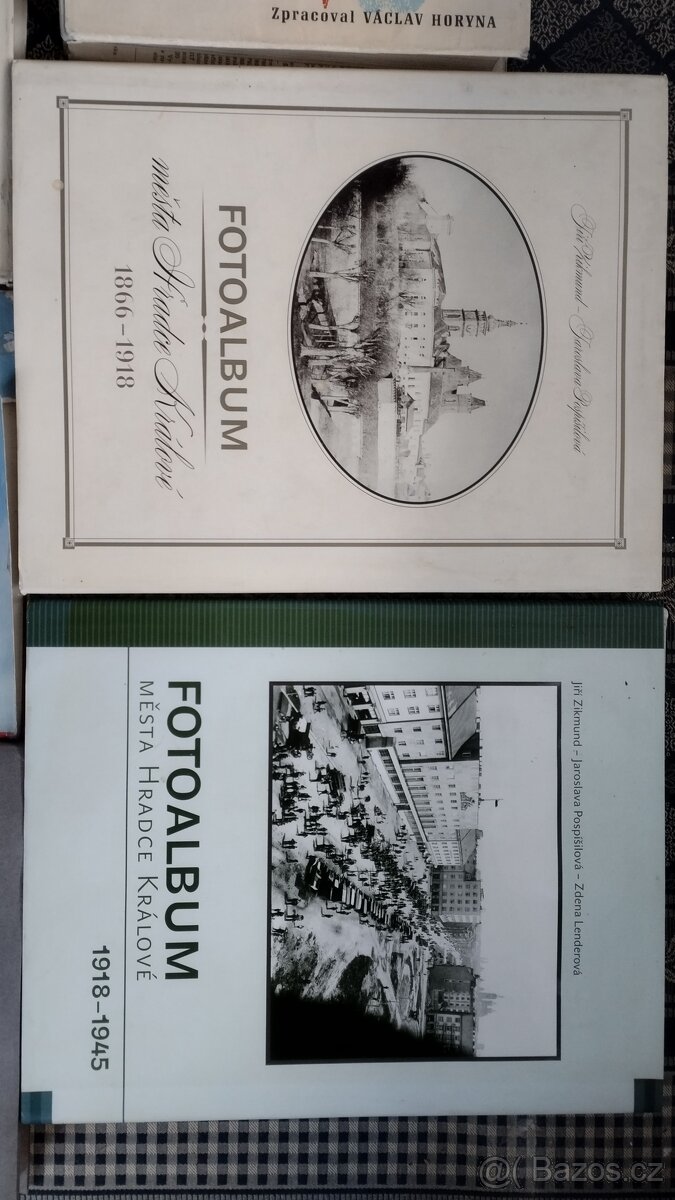 Zpracoval VÁCLAV HORYNA
Jiří Zikmund – Jaroslava Pospíšilová
FOTOALBUM
města Hradce Králové
1866–1918
Jiří Zikmund – Jaroslava Pospíšilová – Zdena Lenderová
FOTOALBUM
MĚSTA HRADCE KRÁLOVÉ
1918–1945
@( Bazos.cz